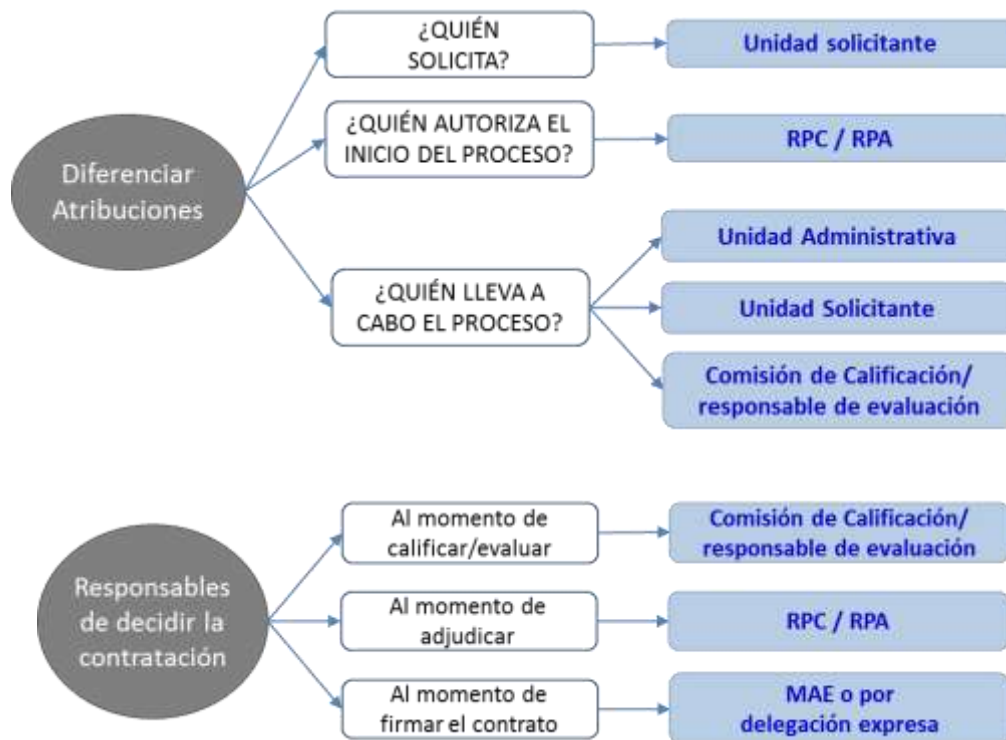 Diferenciar
Atribuciones
¿QUIÉN
SOLICITA?
Unidad solicitante
¿QUIÉN AUTORIZA EL
INICIO DEL PROCESO?
RPC / RPA
¿QUIÉN LLEVA A
CABO EL PROCESO?
Unidad Administrativa
Unidad Solicitante
Comisión de Calificación/
responsable de evaluación
Responsables
de decidir la
contratación
Al momento de
calificar/evaluar
Comisión de Calificación/
responsable de evaluación
Al momento de
adjudicar
RPC / RPA
Al momento de
firmar el contrato
MAE o por
delegación expresa